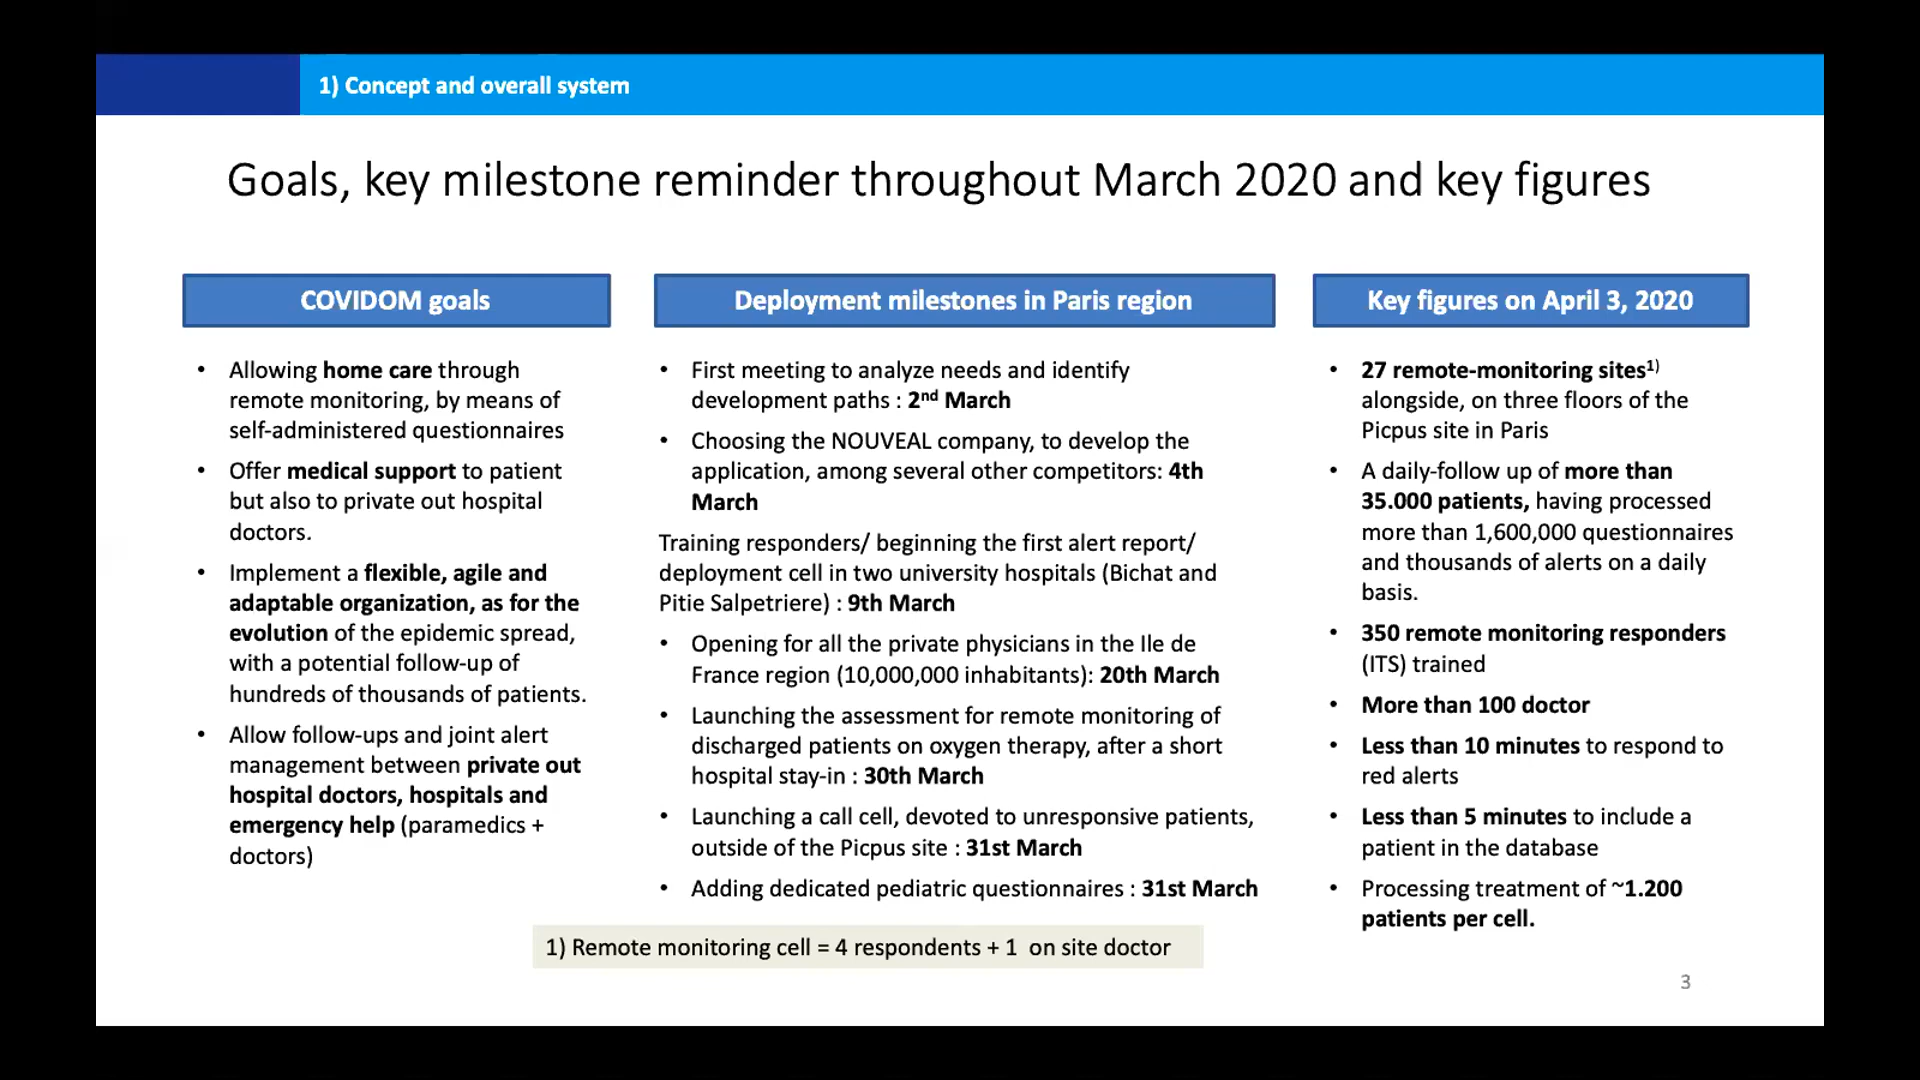 1) Concept and overall system
Goals, key milestone reminder throughout March 2020 and key figures
COVIDOM goals
• Allowing home care through
remote monitoring, by means of
self-administered questionnaires
• Offer medical support to patient
but also to private out hospital
doctors.
• Implement a flexible, agile and
adaptable organization, as for the
evolution of the epidemic spread,
with a potential follow-up of
hundreds of thousands of patients.
• Allow follow-ups and joint alert
management between private out
hospital doctors, hospitals and
emergency help (paramedics +
doctors)
Deployment milestones in Paris region
• First meeting to analyze needs and identify
development paths : 2nd March
• Choosing the NOUVEAL company, to develop the
application, among several other competitors: 4th
March
Training responders/ beginning the first alert report/
deployment cell in two university hospitals (Bichat and
Pitie Salpetriere) : 9th March
• Opening for all the private physicians in the Ile de
France region (10,000,000 inhabitants): 20th March
• Launching the assessment for remote monitoring of
discharged patients on oxygen therapy, after a short
hospital stay-in : 30th March
• Launching a call cell, devoted to unresponsive patients,
outside of the Picpus site : 31st March
• Adding dedicated pediatric questionnaires : 31st March
Key figures on April 3, 2020
• 27 remote-monitoring sites1)
alongside, on three floors of the
Picpus site in Paris
• A daily-follow up of more than
35.000 patients, having processed
more than 1,600,000 questionnaires
and thousands of alerts on a daily
basis.
• 350 remote monitoring responders
(ITS) trained
• More than 100 doctor
• Less than 10 minutes to respond to
red alerts
• Less than 5 minutes to include a
patient in the database
• Processing treatment of ~1.200
patients per cell.
1) Remote monitoring cell = 4 respondents + 1 on site doctor
3